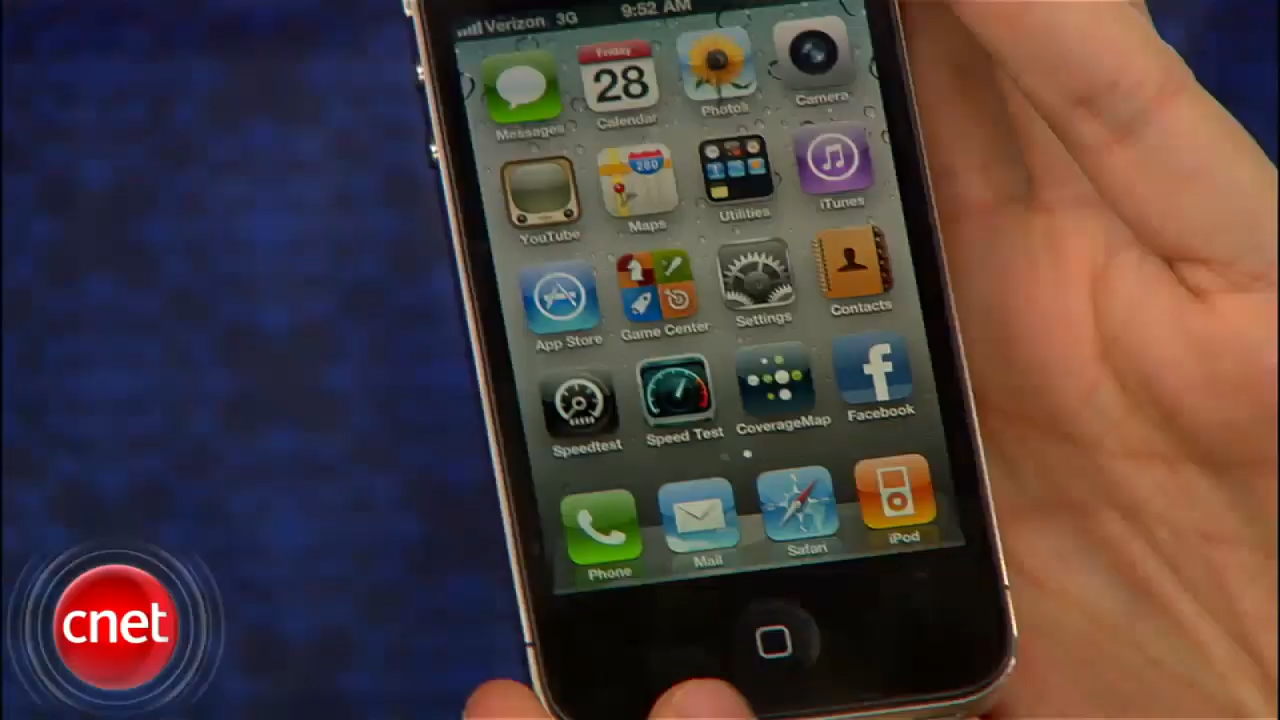 Verizon 3G 9:52 AM
Friday
28
Messages Calendar Photos Camera
280
YouTube Maps Utilities iTunes
App Store Game Center Settings Contacts
f
Speedtest Speed Test CoverageMap Facebook
Phone Mail Safari iPod
cnet